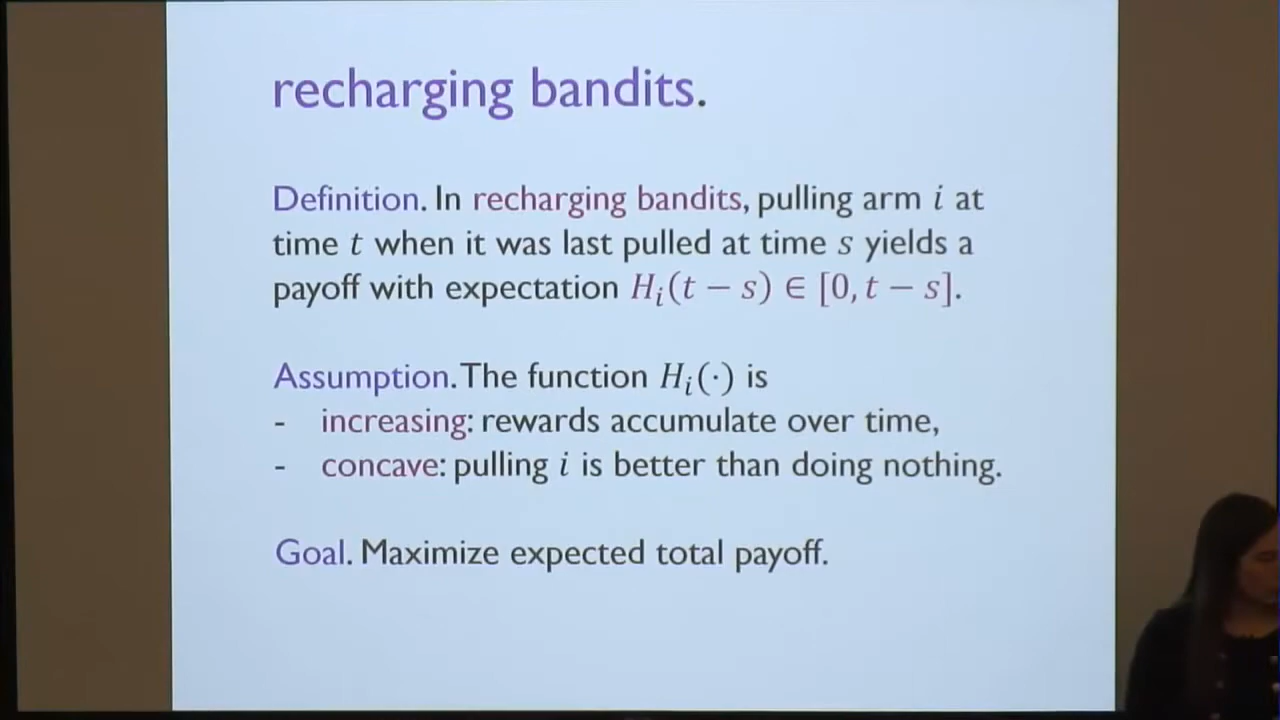 recharging bandits.
Definition. In recharging bandits, pulling arm i at
time t when it was last pulled at time s yields a
payoff with expectation Hᵢ(t − s) ∈ [0, t − s].
Assumption. The function Hᵢ(·) is
- increasing: rewards accumulate over time,
- concave: pulling i is better than doing nothing.
Goal. Maximize expected total payoff.